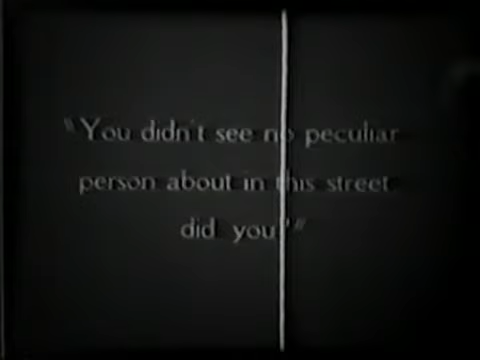 "You didn't see no peculiar
person about in this street
did you?"